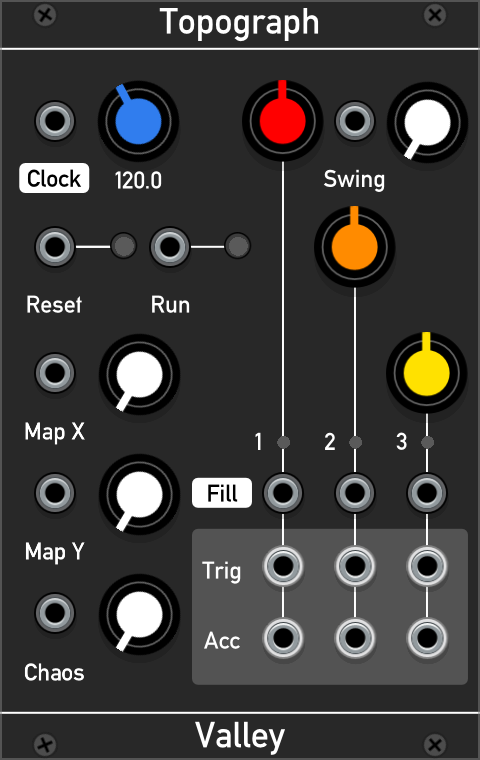 Topograph
Clock
120.0
Swing
Reset
Run
Map X
1
2
3
Map Y
Fill
Trig
Chaos
Acc
Valley